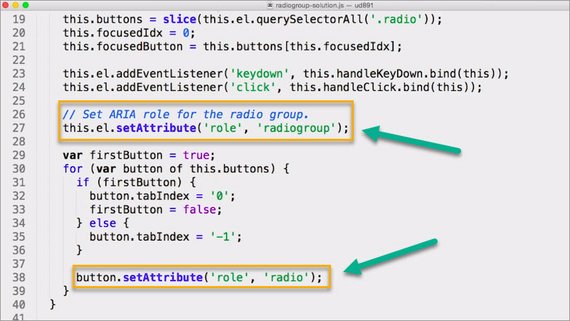 radiogroup-solution.js — ud891
19 this.buttons = slice(this.el.querySelectorAll('.radio'));
20 this.focusedIdx = 0;
21 this.focusedButton = this.buttons[this.focusedIdx];
22
23 this.el.addEventListener('keydown', this.handleKeyDown.bind(this));
24 this.el.addEventListener('click', this.handleClick.bind(this));
25
26 // Set ARIA role for the radio group.
27 this.el.setAttribute('role', 'radiogroup');
28
29 var firstButton = true;
30 for (var button of this.buttons) {
31 if (firstButton) {
32 button.tabIndex = '0';
33 firstButton = false;
34 } else {
35 button.tabIndex = '-1';
36 }
37
38 button.setAttribute('role', 'radio');
39 }
40 }
41